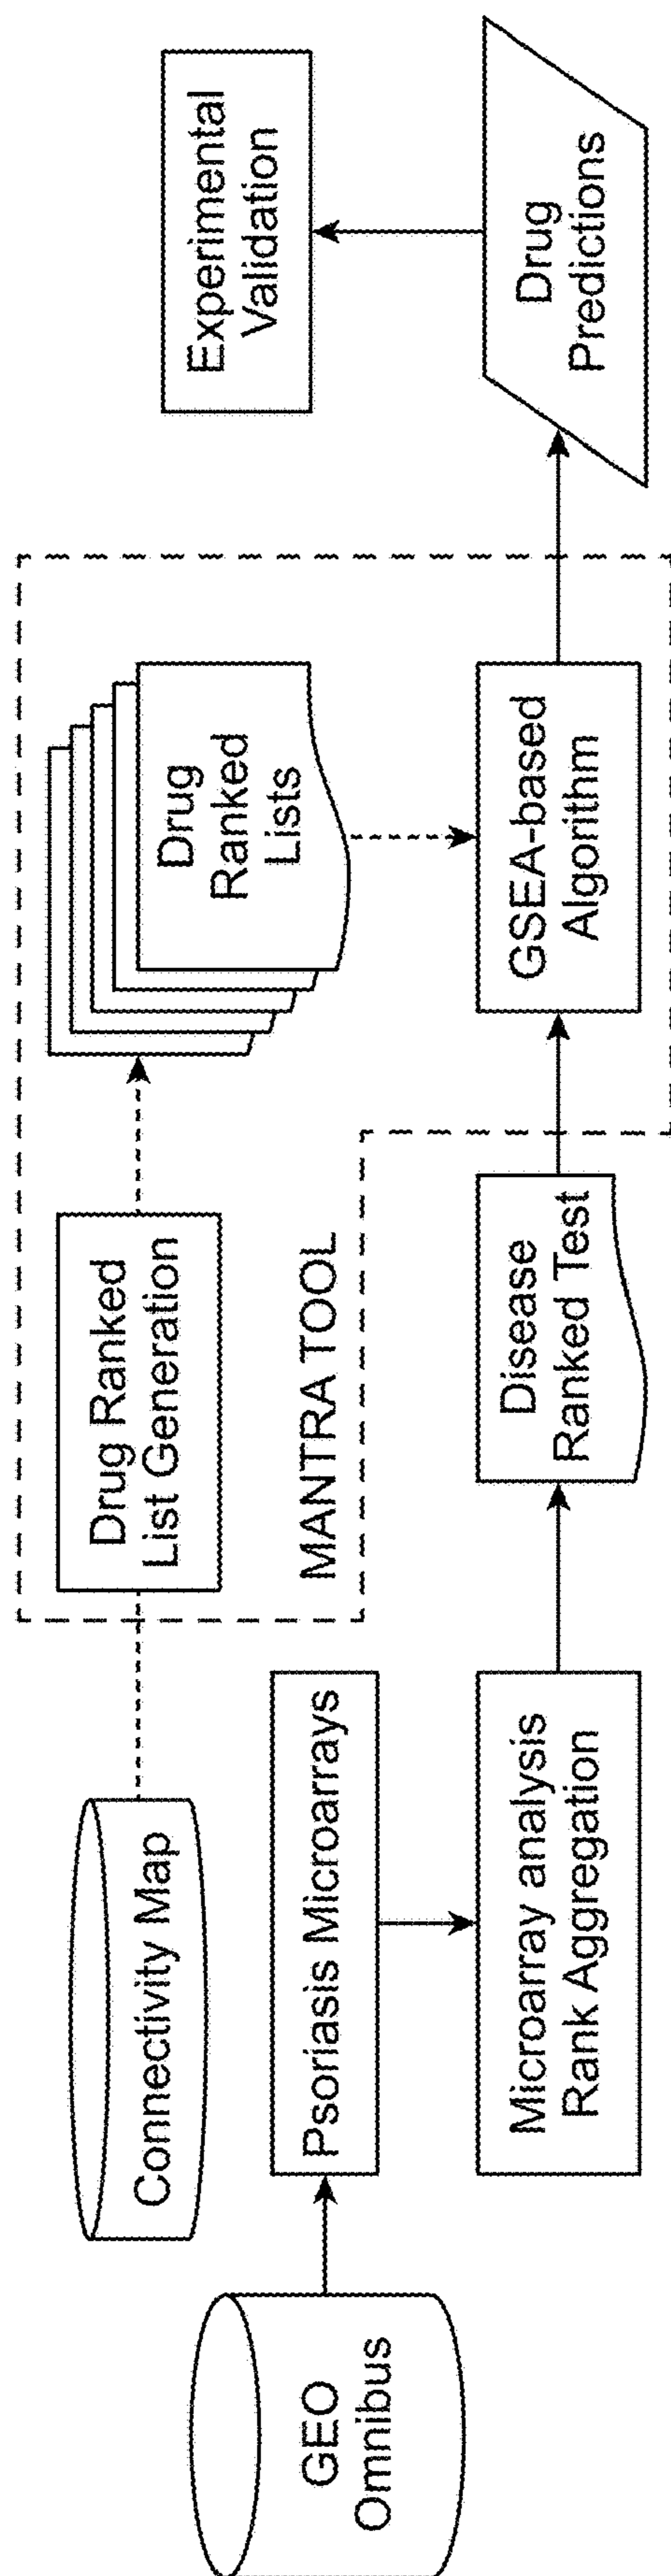 GEO
Omnibus
Connectivity Map
Psoriasis Microarrays
Microarray analysis
Rank Aggregation
Drug Ranked
List Generation
MANTRA TOOL
Disease
Ranked Test
Drug
Ranked
Lists
GSEA-based
Algorithm
Experimental
Validation
Drug
Predictions